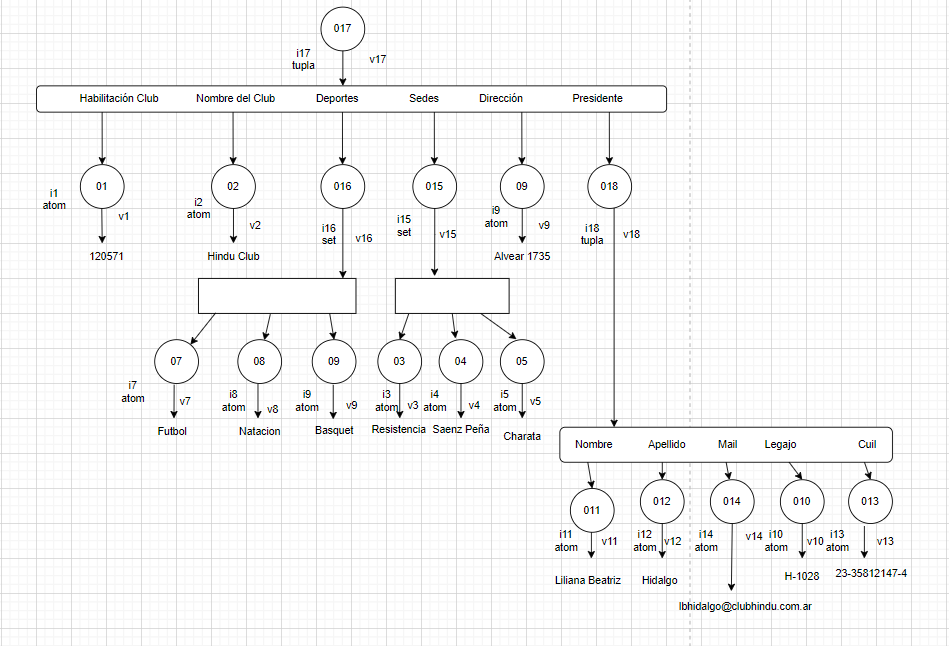 017
i17
tupla
v17
Habilitación Club
Nombre del Club
Deportes
Sedes
Dirección
Presidente
01
02
016
015
09
018
i1
atom
v1
i2
atom
v2
i16
set
v16
i15
set
v15
i9
atom
v9
i18
tupla
v18
120571
Hindu Club
Alvear 1735
07
08
09
03
04
05
i7
atom
v7
i8
atom
v8
i9
atom
v9
i3
atom
v3
i4
atom
v4
i5
atom
v5
Futbol
Natacion
Basquet
Resistencia
Saenz Peña
Charata
Nombre
Apellido
Mail
Legajo
Cuil
011
012
014
010
013
i11
atom
v11
i12
atom
v12
i14
atom
v14
i10
atom
v10
i13
atom
v13
Liliana Beatriz
Hidalgo
H-1028
23-35812147-4
lbhidalgo@clubhindu.com.ar